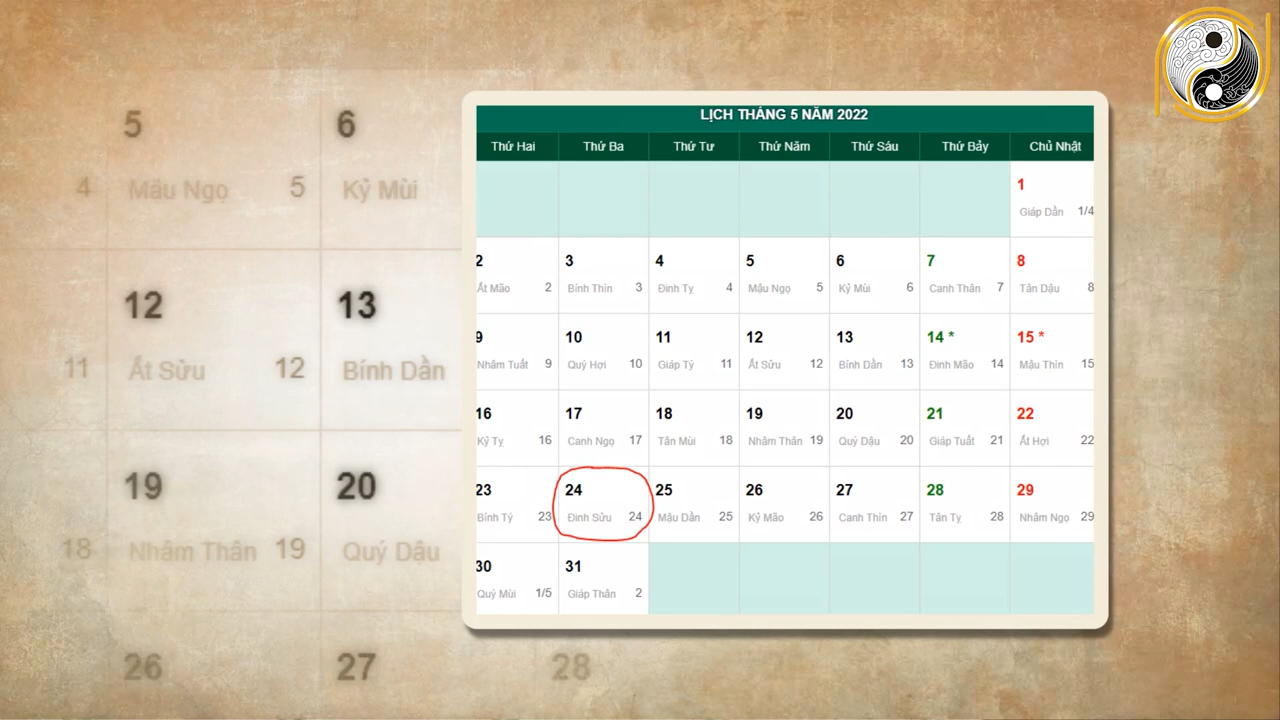 LỊCH THÁNG 5 NĂM 2022
Thứ Hai Thứ Ba Thứ Tư Thứ Năm Thứ Sáu Thứ Bảy Chủ Nhật
1
Giáp Dần 1/4
2 3 4 5 6 7 8
Ất Mão 2 Bính Thìn 3 Đinh Tỵ 4 Mậu Ngọ 5 Kỷ Mùi 6 Canh Thân 7 Tân Dậu 8
9 10 11 12 13 14 * 15 *
Nhâm Tuất 9 Quý Hợi 10 Giáp Tý 11 Ất Sửu 12 Bính Dần 13 Đinh Mão 14 Mậu Thìn 15
16 17 18 19 20 21 22
Kỷ Tỵ 16 Canh Ngọ 17 Tân Mùi 18 Nhâm Thân 19 Quý Dậu 20 Giáp Tuất 21 Ất Hợi 22
23 24 25 26 27 28 29
Bính Tý 23 Đinh Sửu 24 Mậu Dần 25 Kỷ Mão 26 Canh Thìn 27 Tân Tỵ 28 Nhâm Ngọ 29
30 31
Quý Mùi 1/5 Giáp Thân 2
5 6
4 Mậu Ngọ 5 Kỷ Mùi
12 13
11 Ất Sửu 12 Bính Dần
19 20
18 Nhâm Thân 19 Quý Dậu
26 27 28